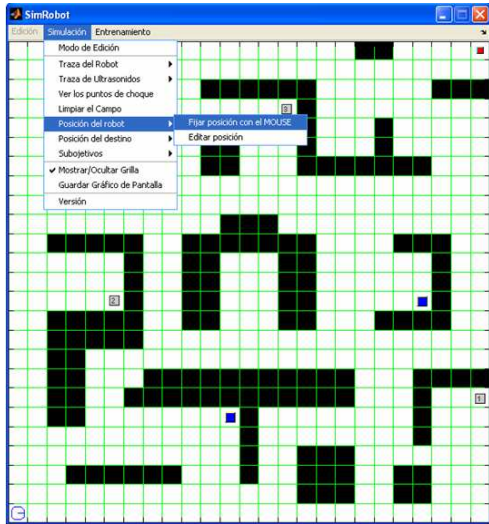 SimRobot
Edición Simulación Entrenamiento
Modo de Edición
Traza del Robot
Traza de Ultrasonidos
Ver los puntos de choque
Limpiar el Campo
Posición del robot
Fijar posición con el MOUSE
Posición del destino
Editar posición
Subojetivos
Mostrar/Ocultar Grilla
Guardar Gráfico de Pantalla
Versión
3
2
1